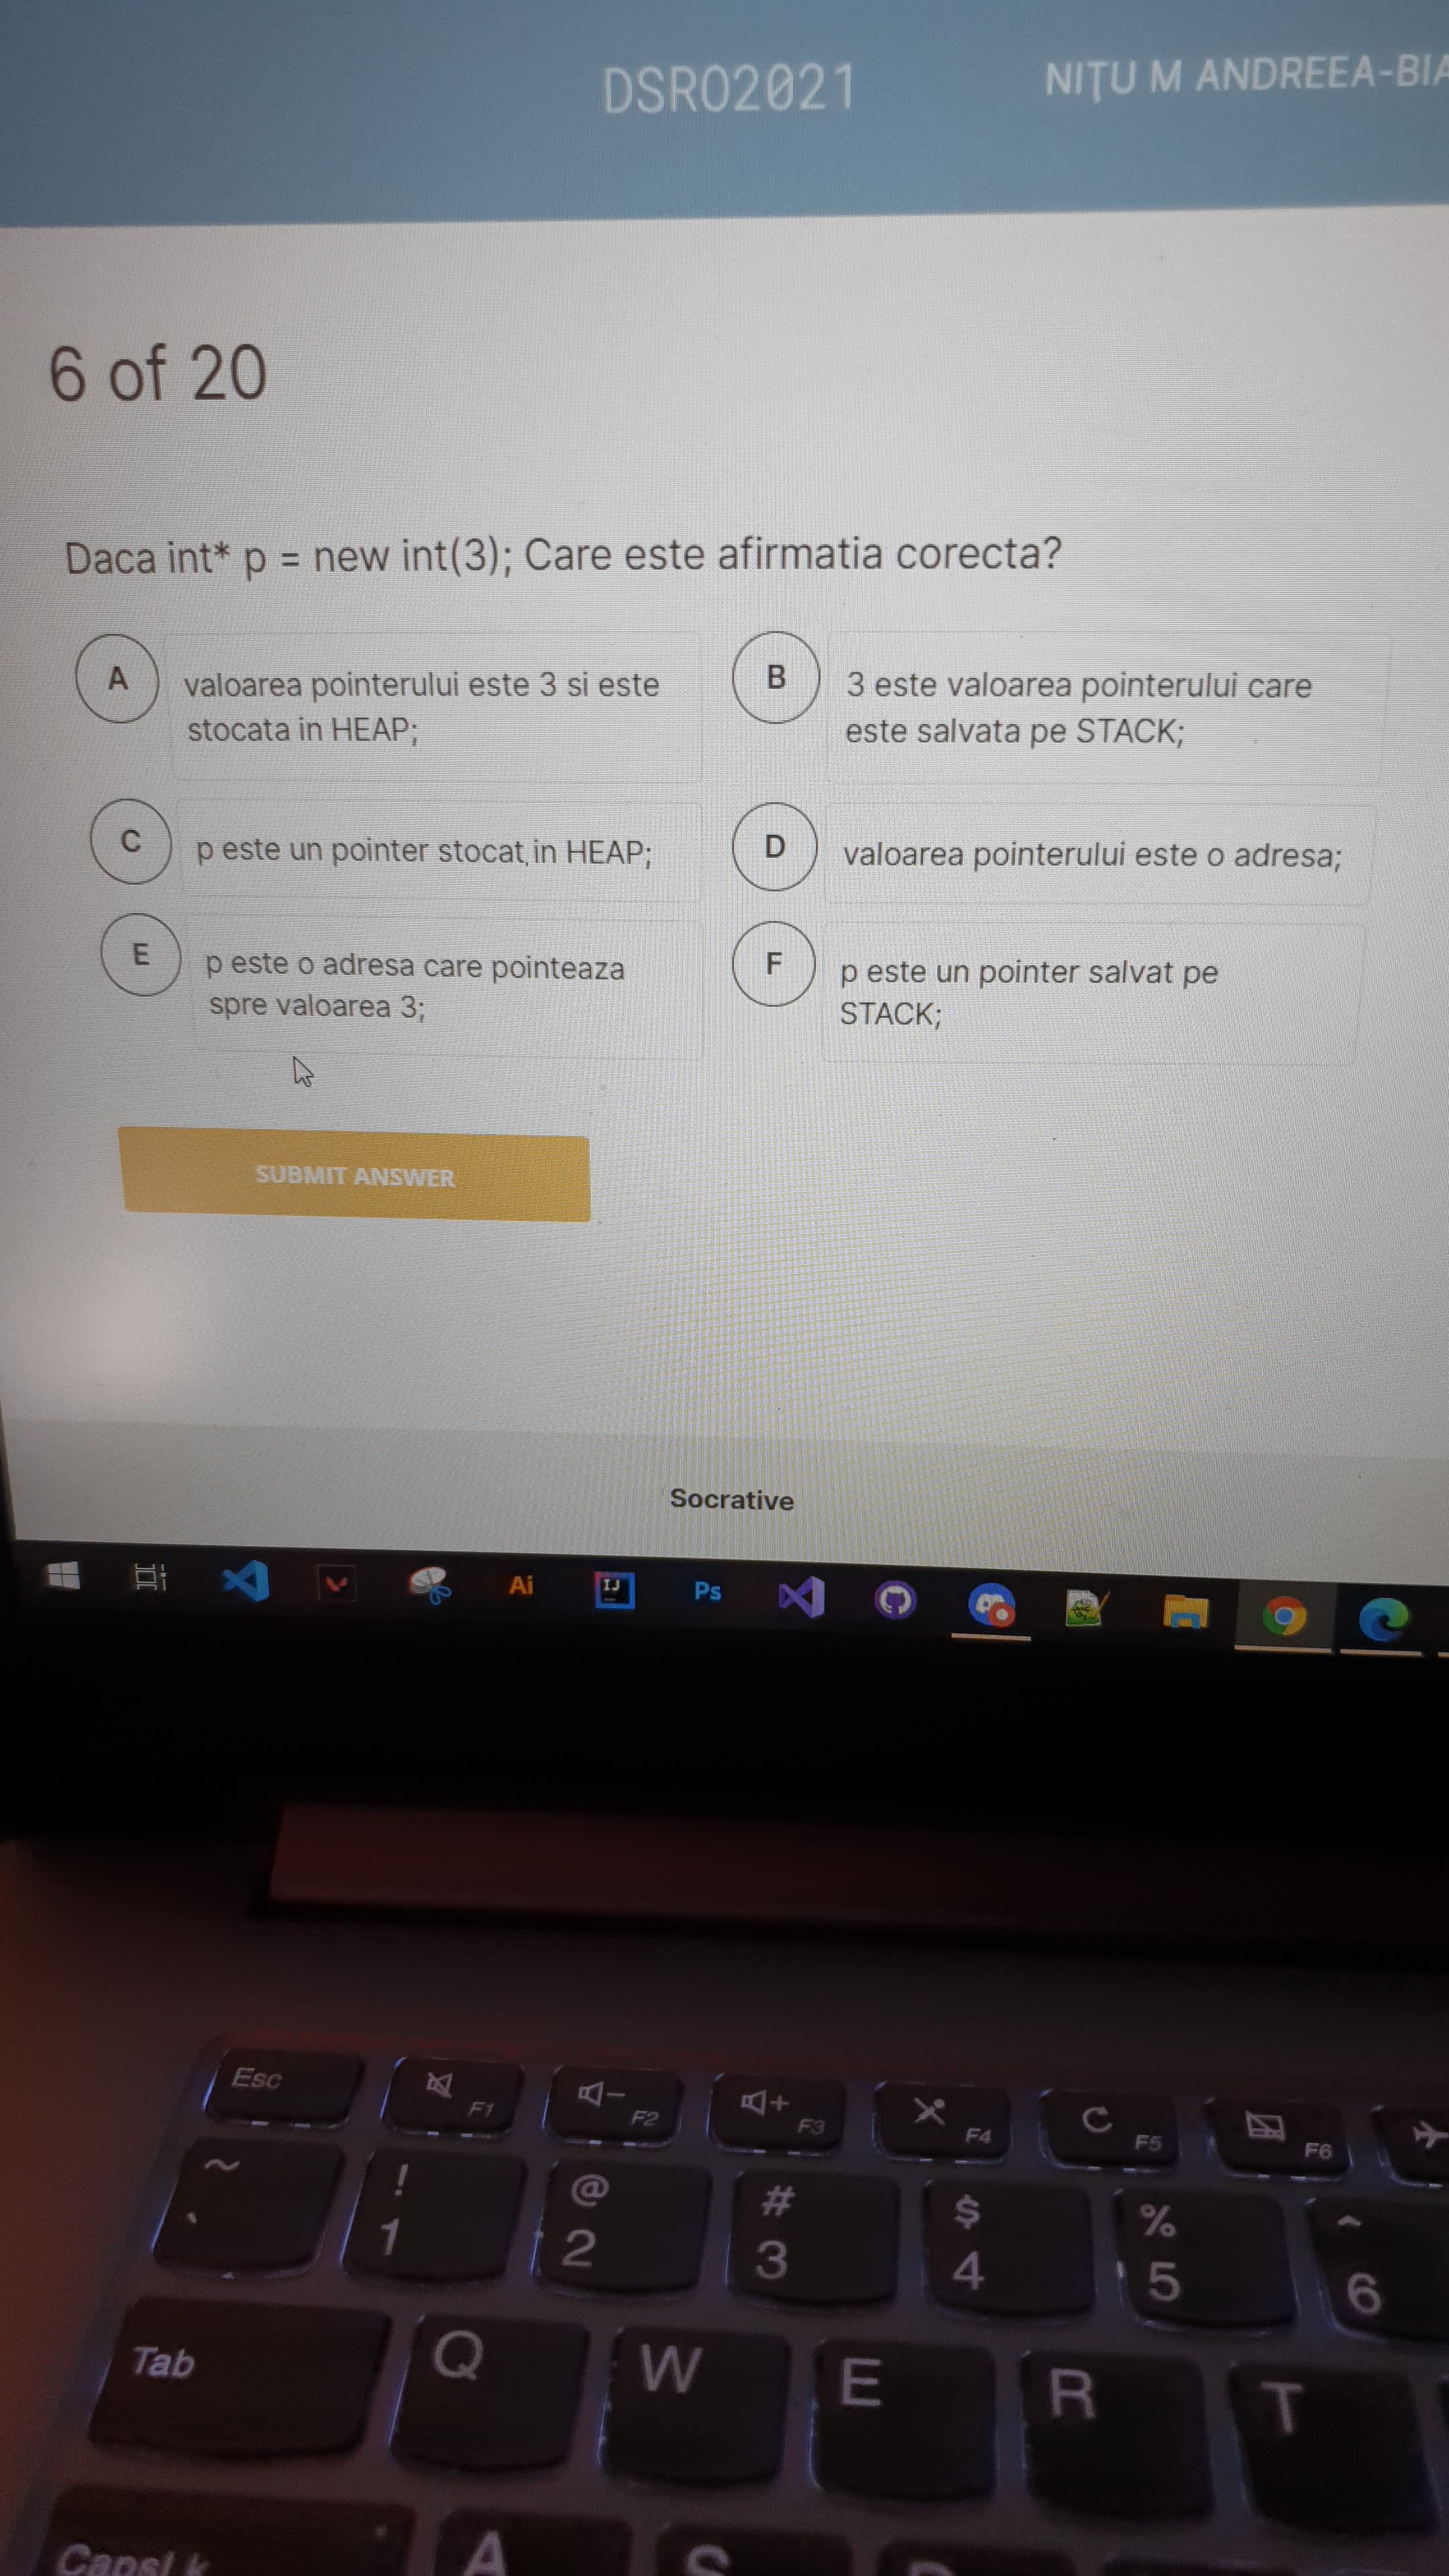 DSRO2021
NIŢU M ANDREEA-BIA
6 of 20
Daca int* p = new int(3); Care este afirmatia corecta?
A
valoarea pointerului este 3 si este
stocata in HEAP;
B
3 este valoarea pointerului care
este salvata pe STACK;
C
p este un pointer stocat in HEAP;
D
valoarea pointerului este o adresa;
E
p este o adresa care pointeaza
spre valoarea 3;
F
p este un pointer salvat pe
STACK;
SUBMIT ANSWER
Socrative
Ai
IJ
Ps
Esc
F1
F2
F3
F4
F5
F6
~
`
!
1
@
2
#
3
$
4
%
5
^
6
Tab
Q
W
E
R
T
A
S